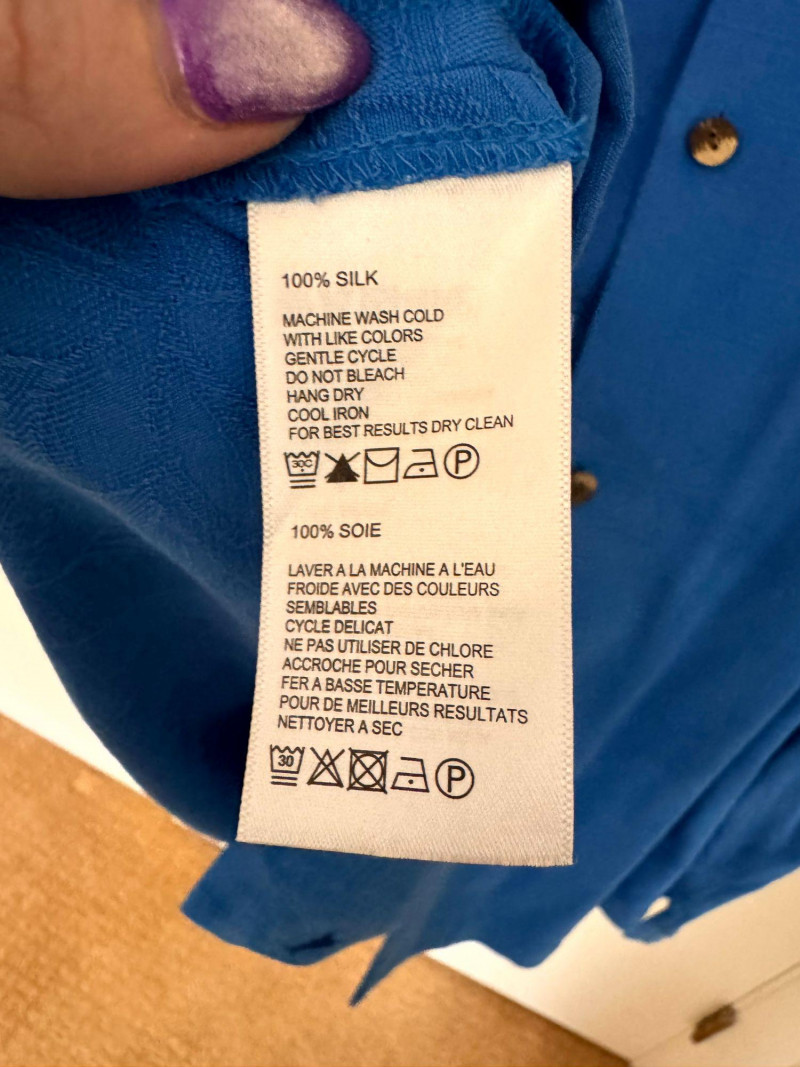 100% SILK
MACHINE WASH COLD
WITH LIKE COLORS
GENTLE CYCLE
DO NOT BLEACH
HANG DRY
COOL IRON
FOR BEST RESULTS DRY CLEAN
30C P
100% SOIE
LAVER A LA MACHINE A L'EAU
FROIDE AVEC DES COULEURS
SEMBLABLES
CYCLE DELICAT
NE PAS UTILISER DE CHLORE
ACCROCHE POUR SECHER
FER A BASSE TEMPERATURE
POUR DE MEILLEURS RESULTATS
NETTOYER A SEC
30 P